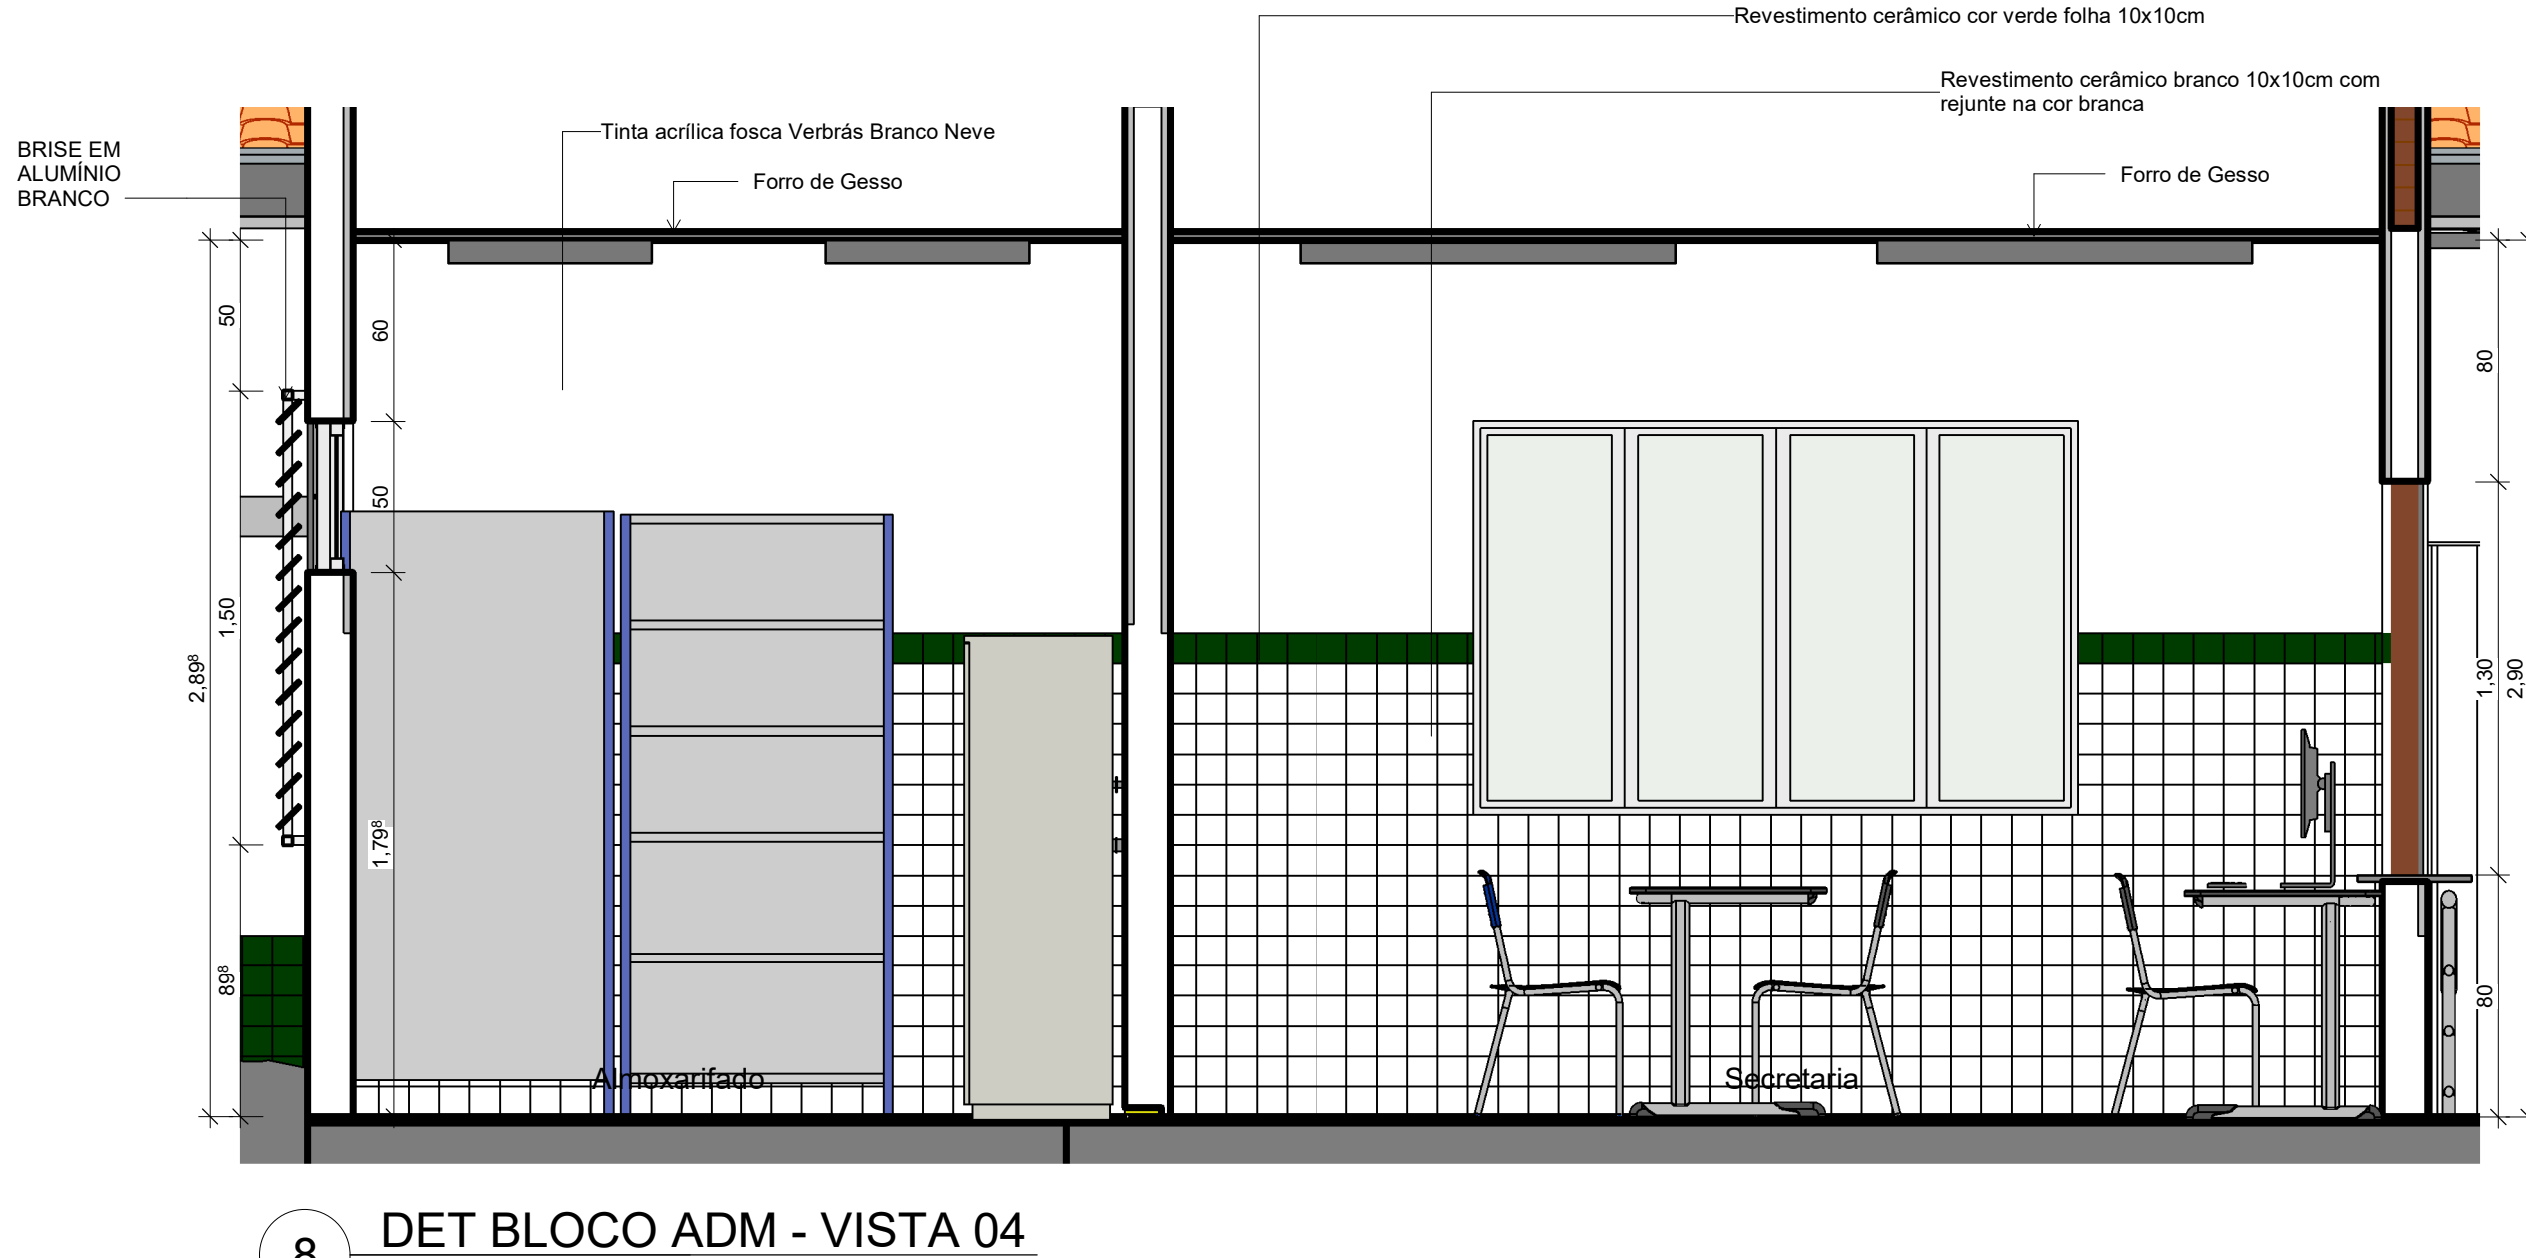 Revestimento cerâmico cor verde folha 10x10cm
Revestimento cerâmico branco 10x10cm com
rejunte na cor branca
Tinta acrílica fosca Verbrás Branco Neve
BRISE EM
ALUMÍNIO
BRANCO
Forro de Gesso
Forro de Gesso
50
60
80
50
1,50
2,89⁸
1,30
2,90
1,79⁸
89⁸
80
Almoxarifado
Secretaria
8
DET BLOCO ADM - VISTA 04